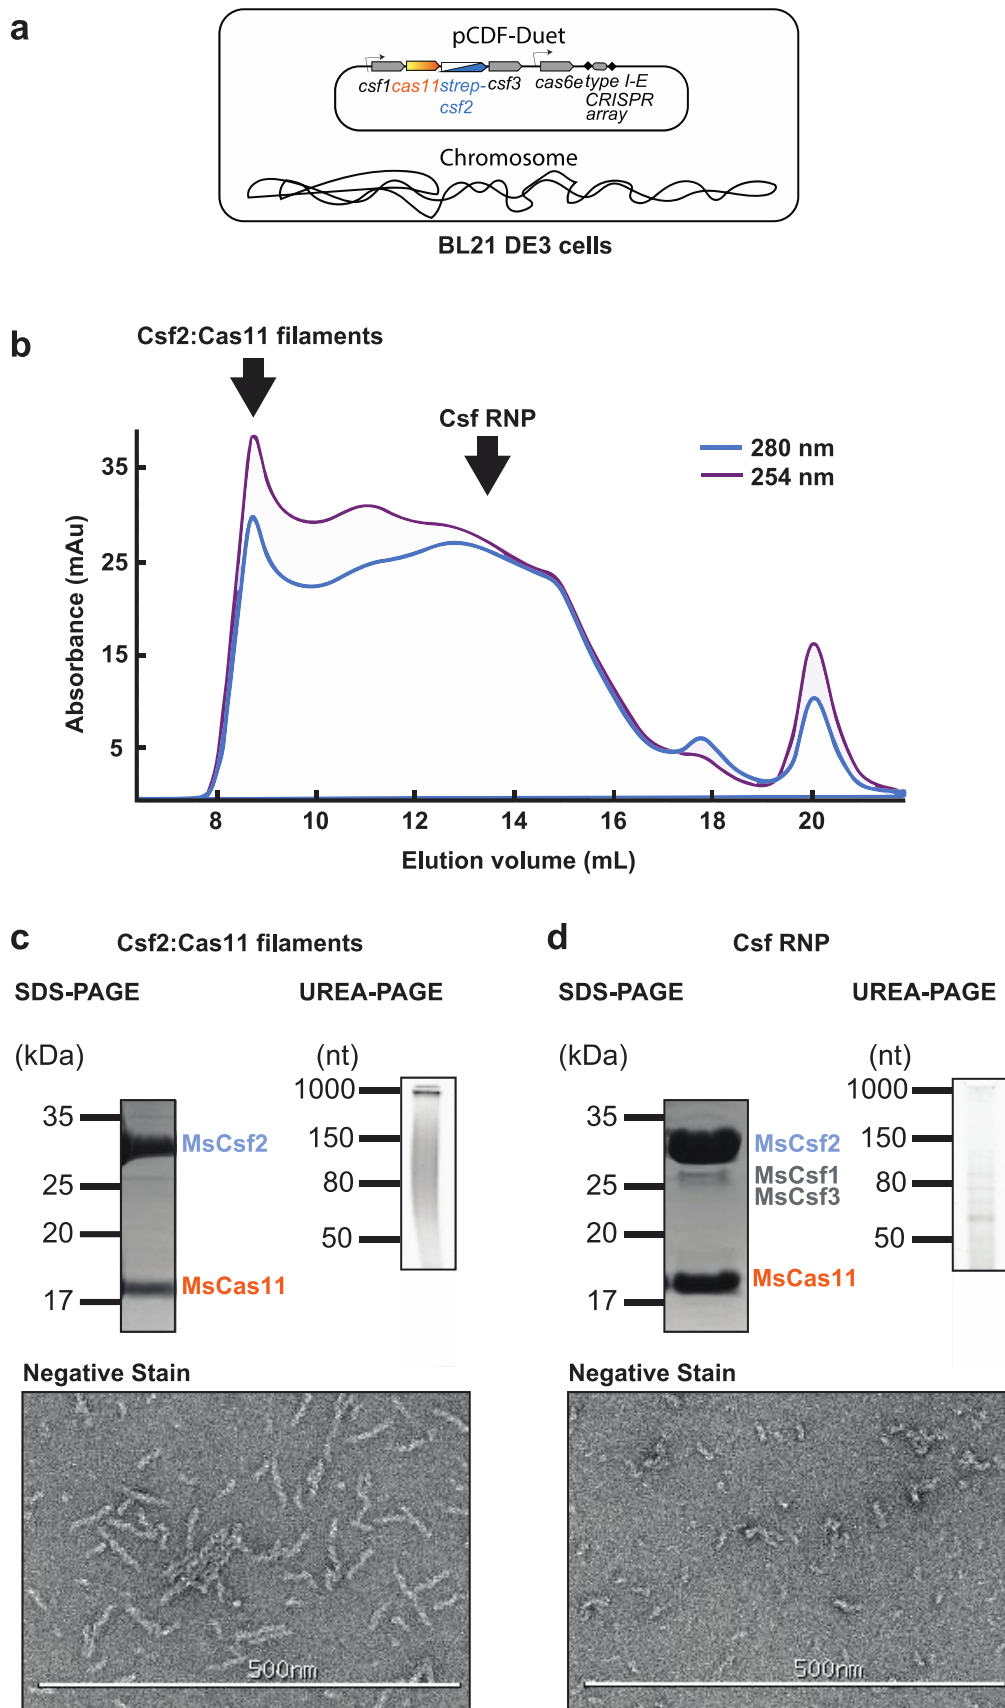 a
pCDF-Duet
csf1 cas11 strep- csf3 cas6e type I-E
csf2 CRISPR
array
Chromosome
BL21 DE3 cells
b
Csf2:Cas11 filaments
Csf RNP
280 nm
254 nm
35
25
15
5
Absorbance (mAu)
8 10 12 14 16 18 20
Elution volume (mL)
c
Csf2:Cas11 filaments
SDS-PAGE UREA-PAGE
(kDa) (nt)
35
25
20
17
MsCsf2
MsCas11
1000
150
80
50
Negative Stain
500nm
d
Csf RNP
SDS-PAGE UREA-PAGE
(kDa) (nt)
35
25
20
17
MsCsf2
MsCsf1
MsCsf3
MsCas11
1000
150
80
50
Negative Stain
500nm